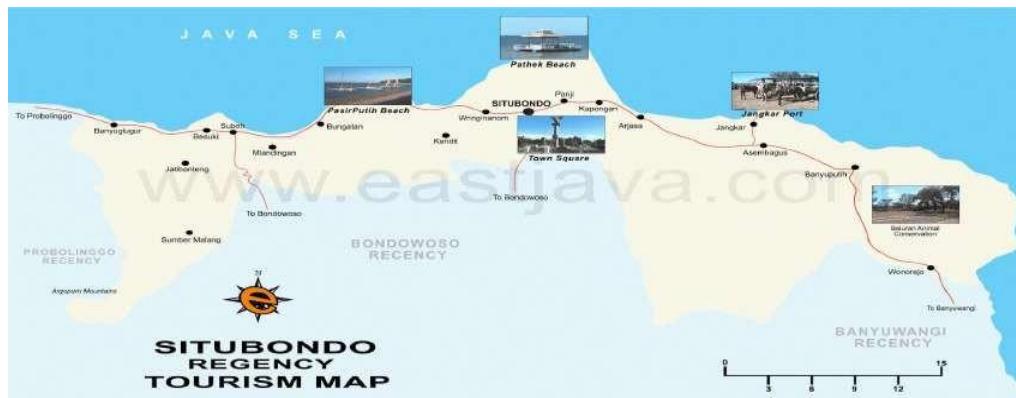 JAVA SEA
Pathek Beach
PasirPutih Beach
SITUBONDO
Panji
Kapongan
Jangkar Port
To Probolinggo
Banyuglugur
Besuki
Suboh
Bungatan
Wringinanom
Arjasa
Jangkar
Mlandingan
Kendit
Town Square
Asembagus
Jatibanteng
Banyuputih
www.eastjava.com
To Bondowoso
To Bondowoso
Baluran Animal
Conservation
Sumber Malang
PROBOLINGGO
RECENCY
BONDOWOSO
RECENCY
Wonorejo
Argopuro Mountains
N
e
To Banyuwangi
BANYUWANGI
RECENCY
SITUBONDO
REGENCY
TOURISM MAP
0
15
3
6
9
12